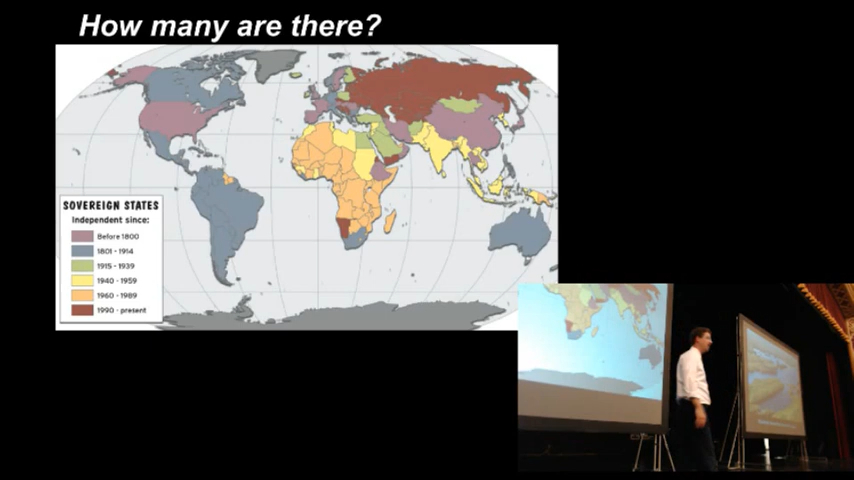 How many are there?
SOVEREIGN STATES
Independent since:
Before 1800
1801 - 1914
1915 - 1939
1940 - 1959
1960 - 1989
1990 - present